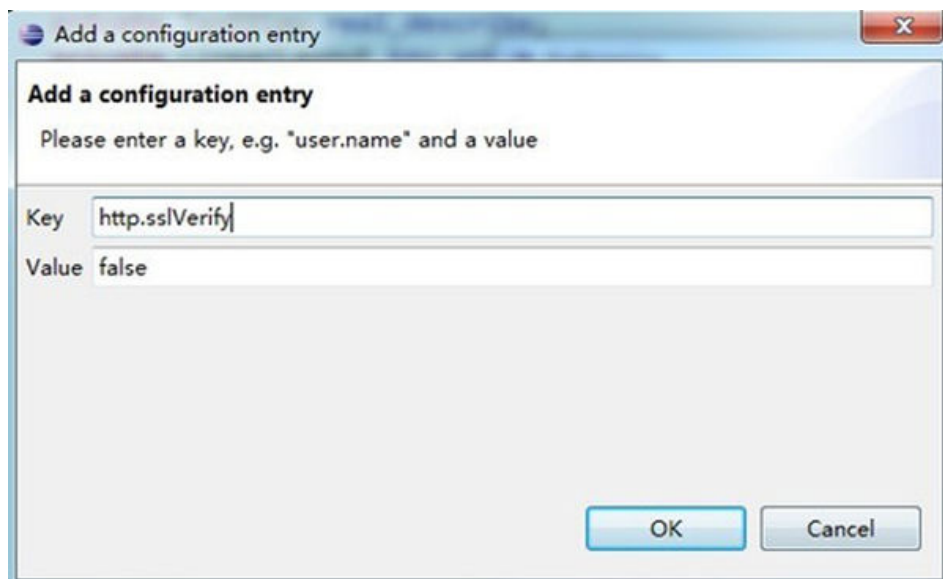 Add a configuration entry
Add a configuration entry
Please enter a key, e.g. "user.name" and a value
Key http.sslVerify
Value false
OK Cancel